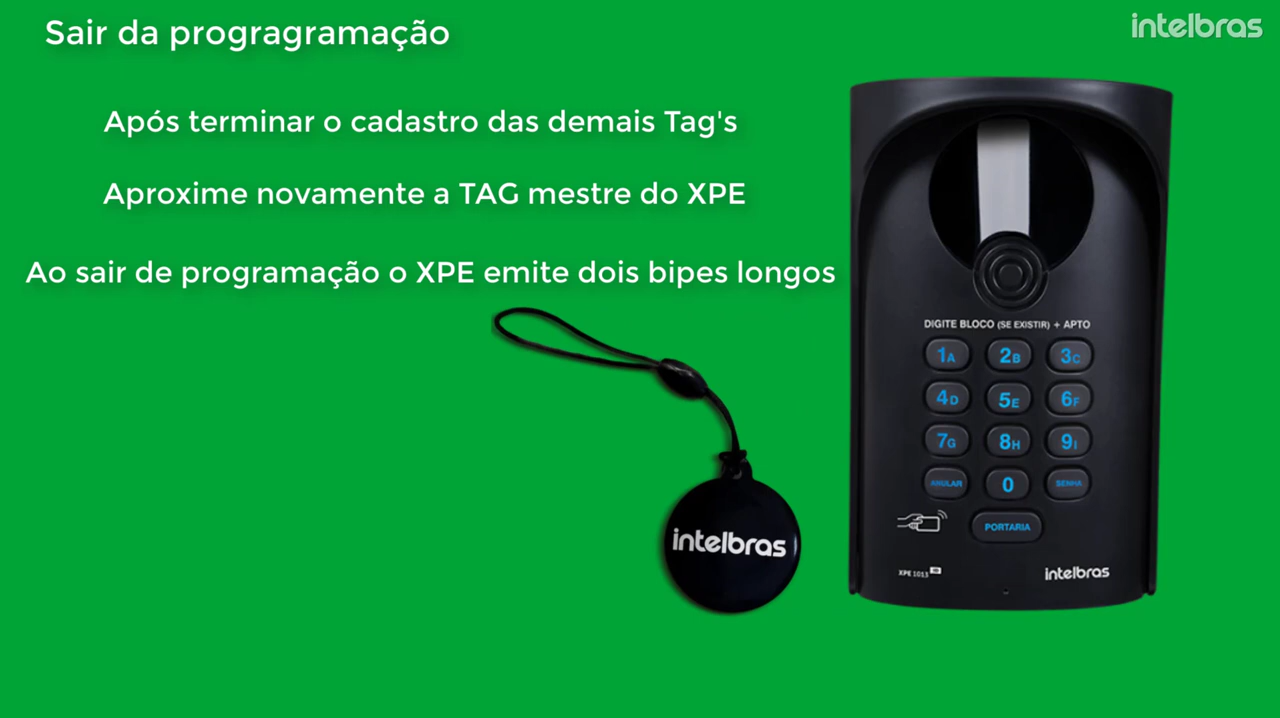 Sair da progragramação
intelbras
Após terminar o cadastro das demais Tag's
Aproxime novamente a TAG mestre do XPE
Ao sair de programação o XPE emite dois bipes longos
DIGITE BLOCO (SE EXISTIR) + APTO
1A 2B 3C
4D 5E 6F
7G 8H 9I
ANULAR 0 SENHA
PORTARIA
XPE 1013
intelbras
intelbras